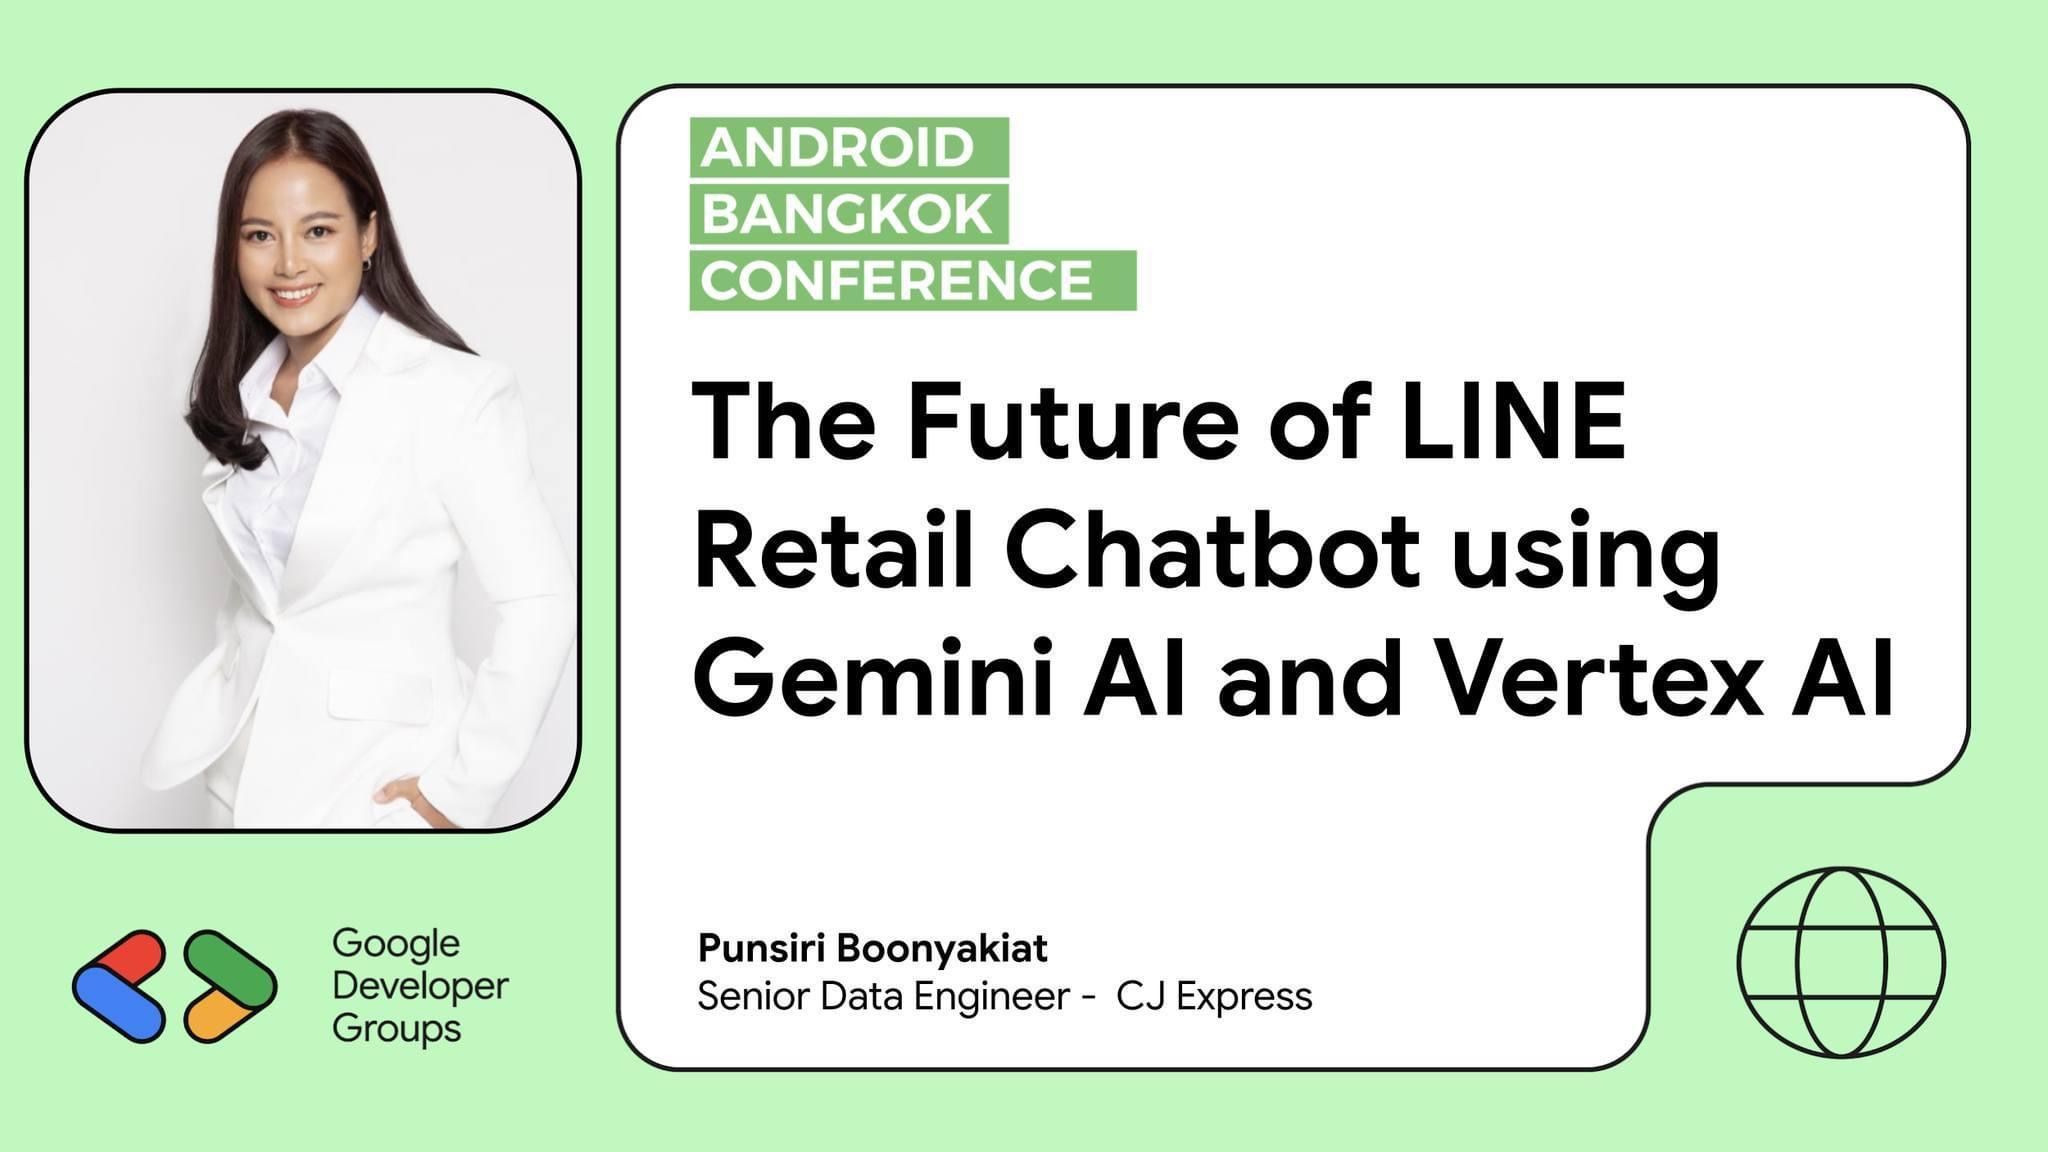 ANDROID
BANGKOK
CONFERENCE
The Future of LINE
Retail Chatbot using
Gemini AI and Vertex AI
Punsiri Boonyakiat
Senior Data Engineer - CJ Express
Google
Developer
Groups